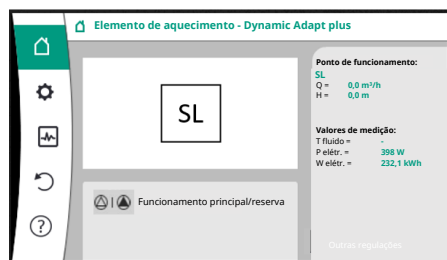 Elemento de aquecimento - Dynamic Adapt plus
SL
Funcionamento principal/reserva
Ponto de funcionamento:
SL
Q = 0,0 m³/h
H = 0,0 m
Valores de medição:
T fluido = -
P elétr. = 398 W
W elétr. = 232,1 kWh
Outras regulações
?